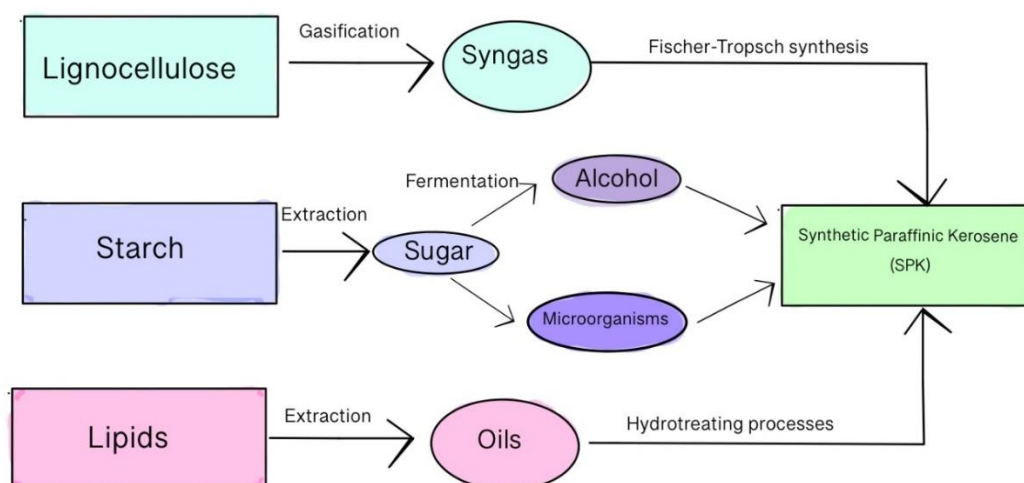 Gasification
Lignocellulose
Syngas
Fischer-Tropsch synthesis
Fermentation
Alcohol
Extraction
Starch
Sugar
Synthetic Paraffinic Kerosene
(SPK)
Microorganisms
Extraction
Lipids
Oils
Hydrotreating processes